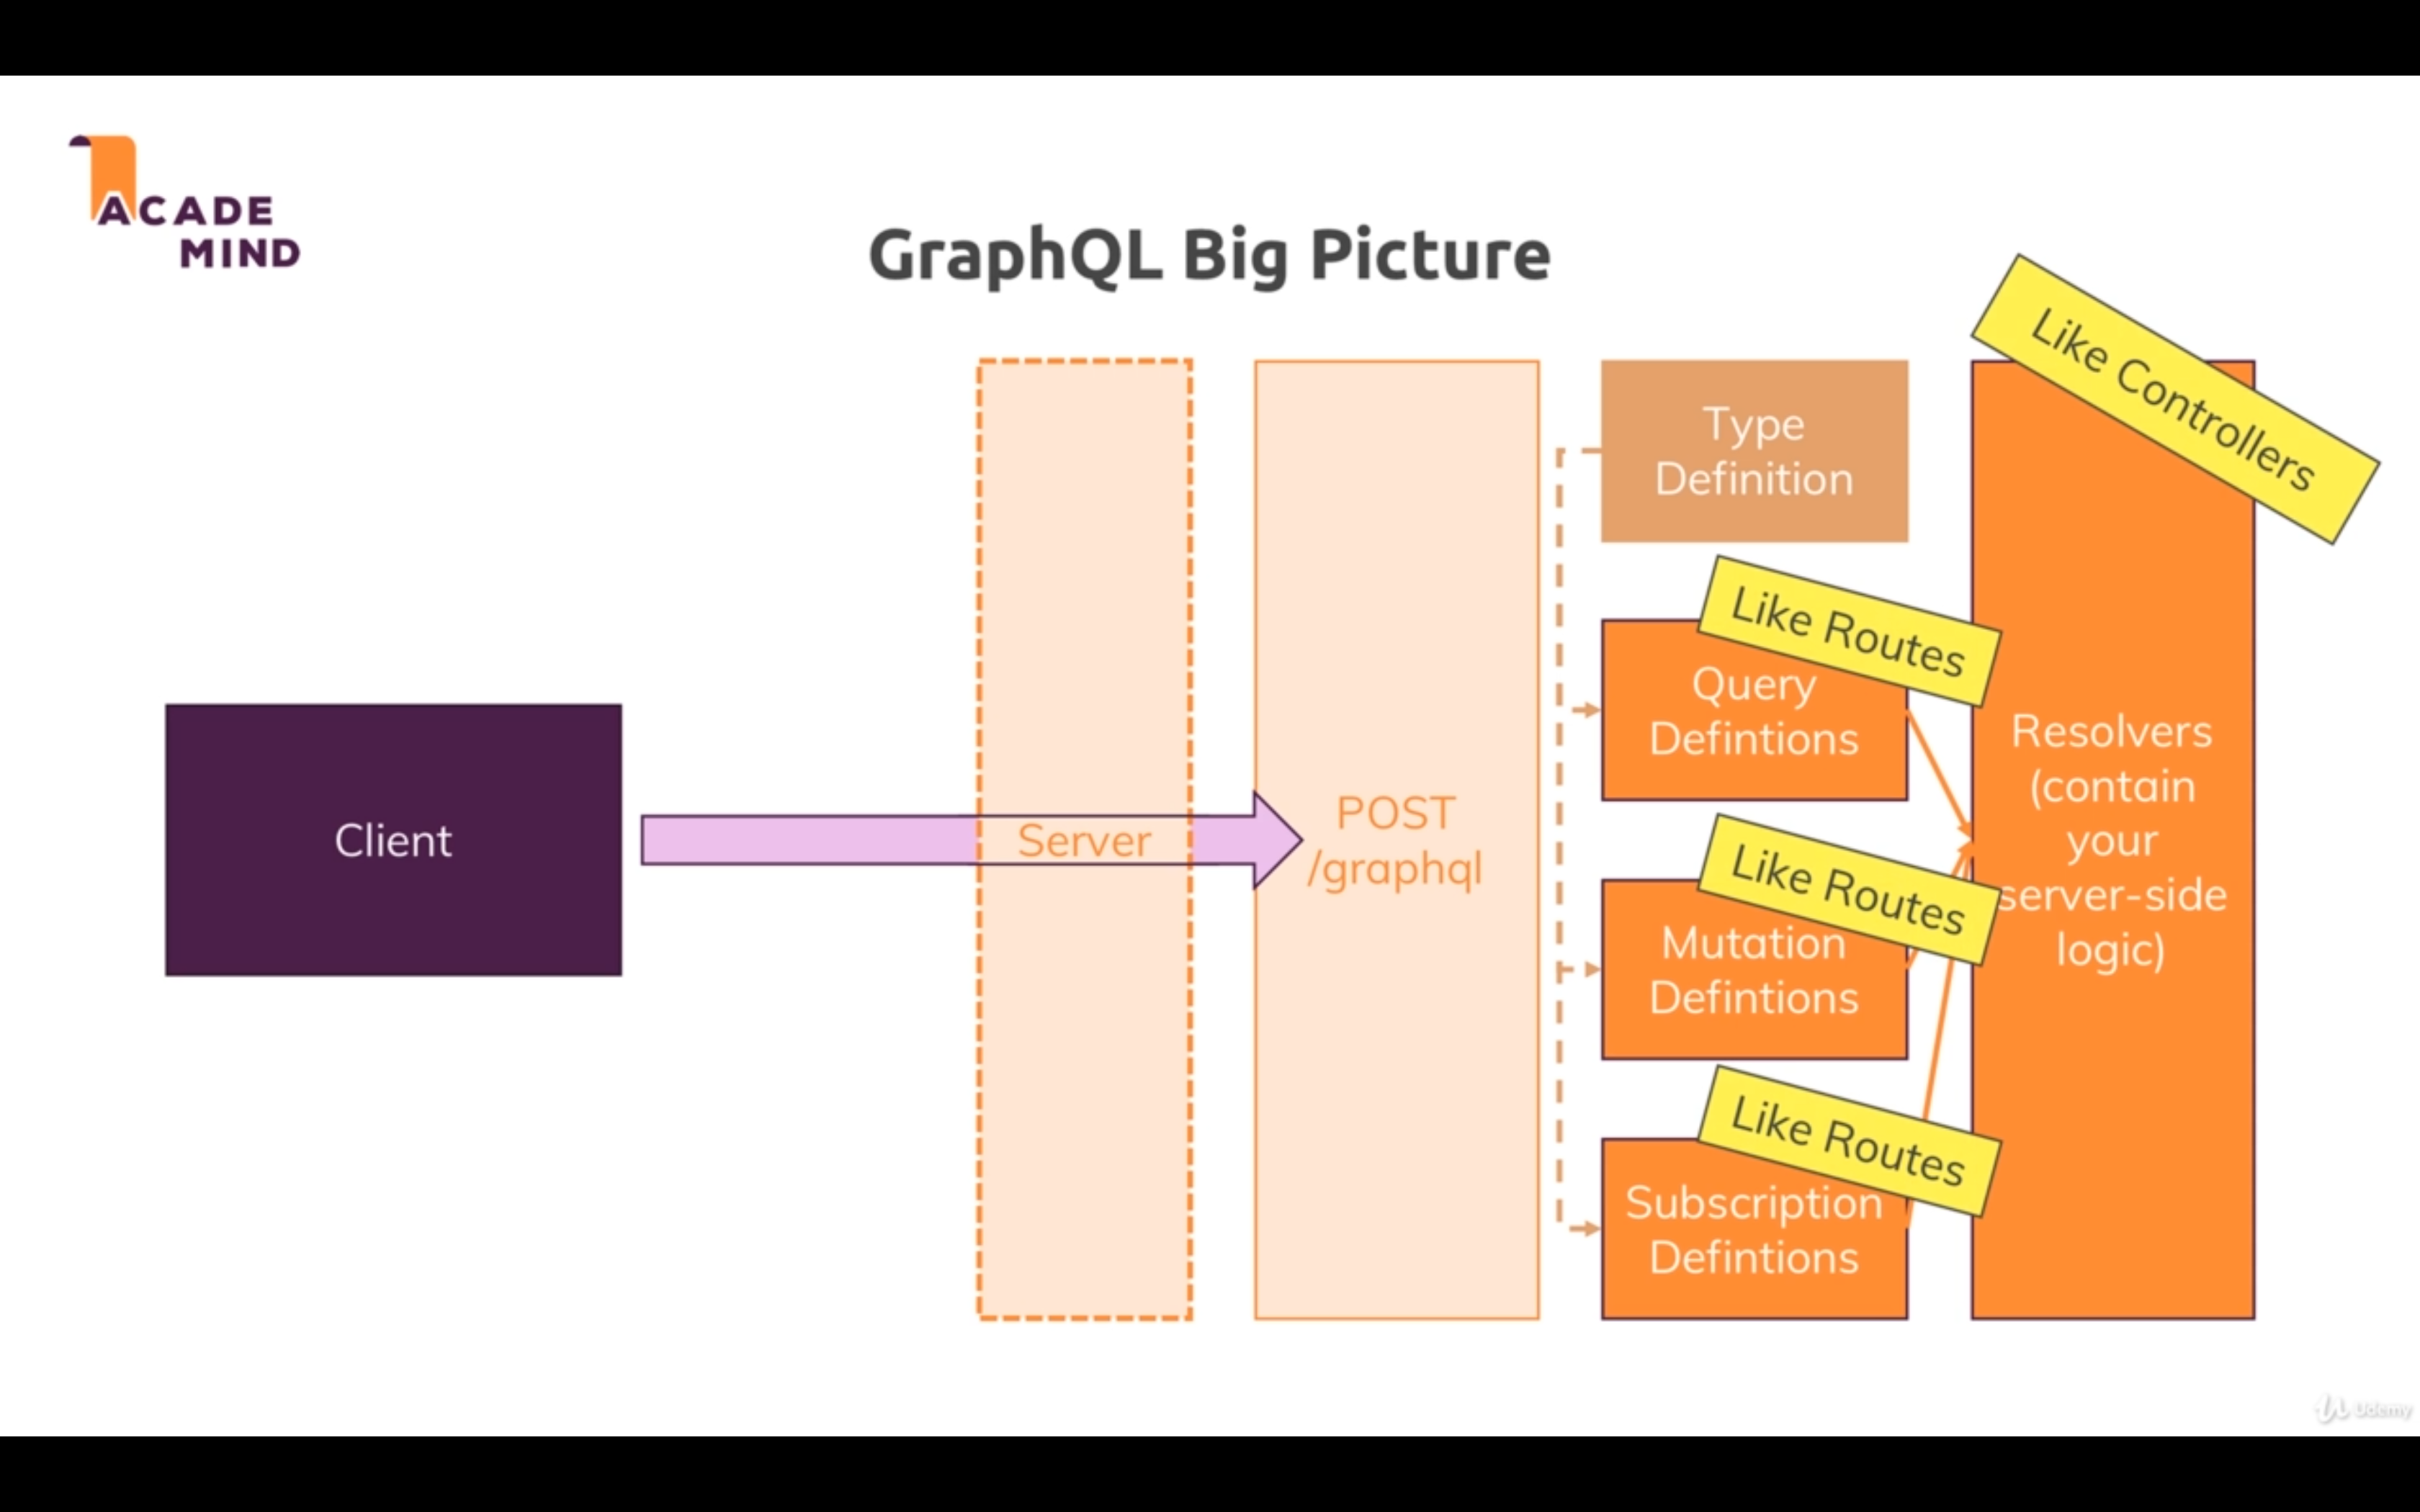 ACADE
MIND
GraphQL Big Picture
Client
Server
POST
/graphql
Type
Definition
Like Routes
Query
Defintions
Like Routes
Mutation
Defintions
Like Routes
Subscription
Defintions
Like Controllers
Resolvers
(contain
your
server-side
logic)
Udemy